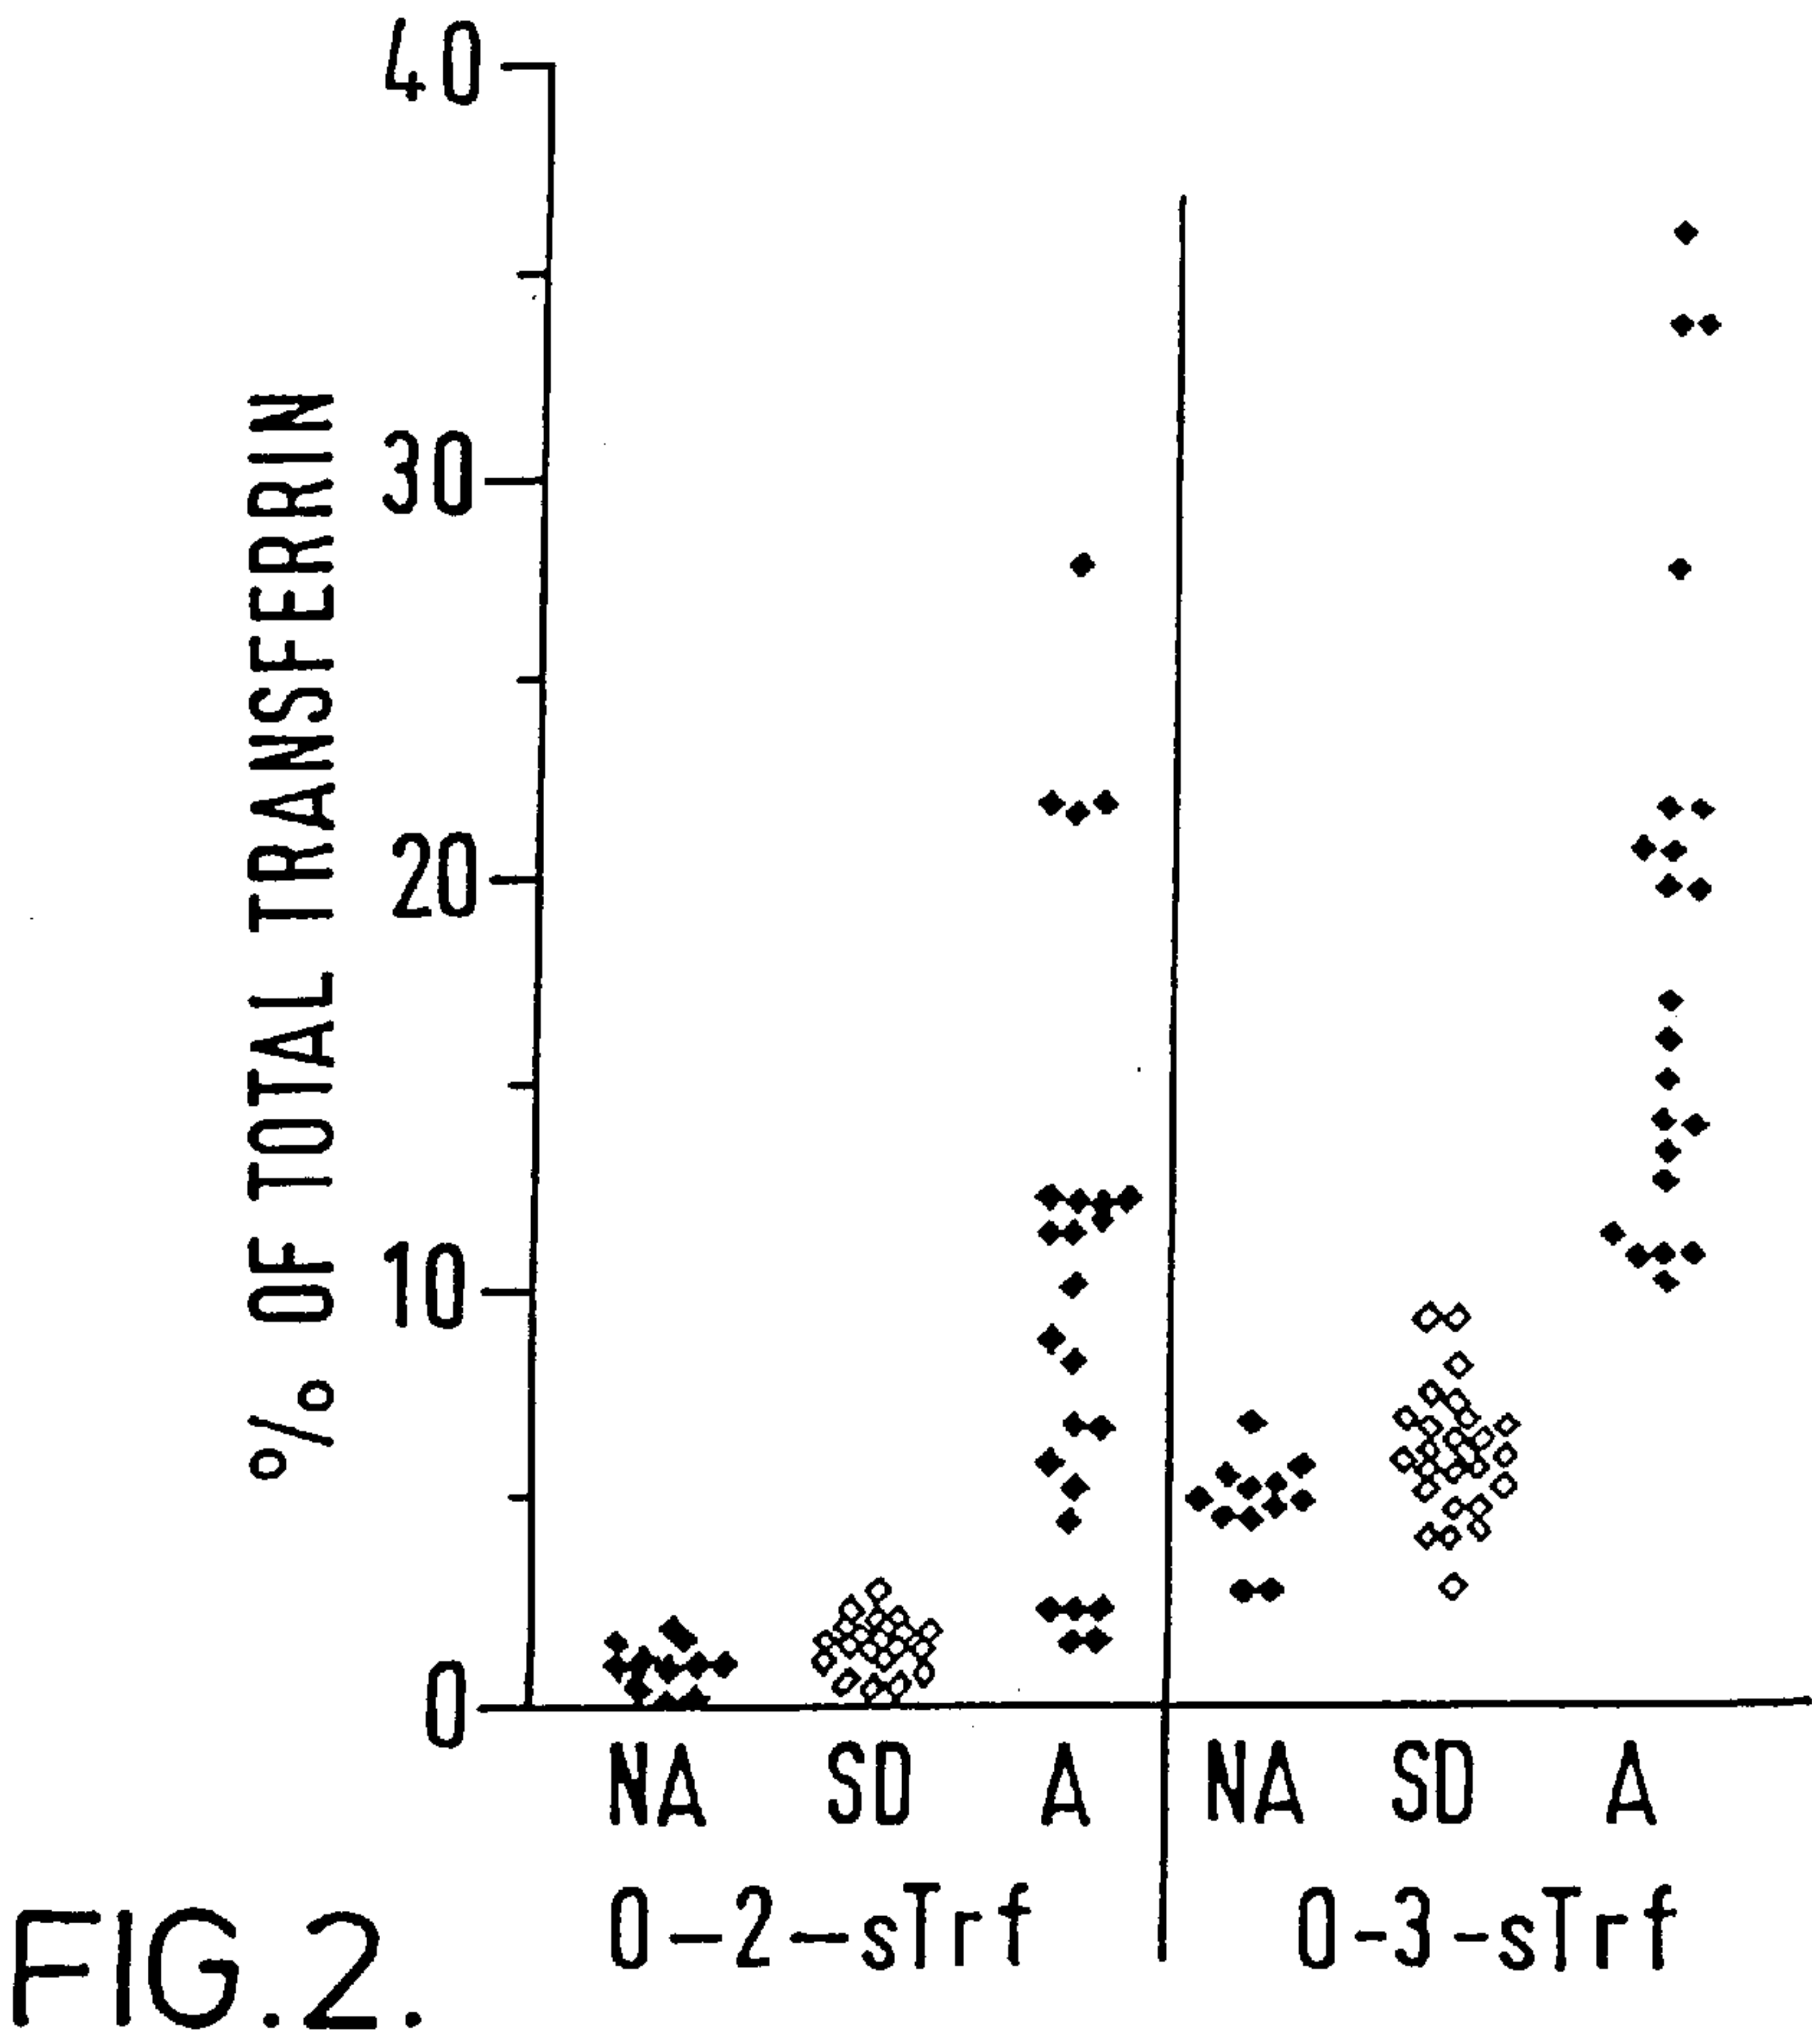 40
30
20
10
0
% OF TOTAL TRANSFERRIN
NA SD A NA SD A
0-2-sTrf 0-3-sTrf
FIG.2.